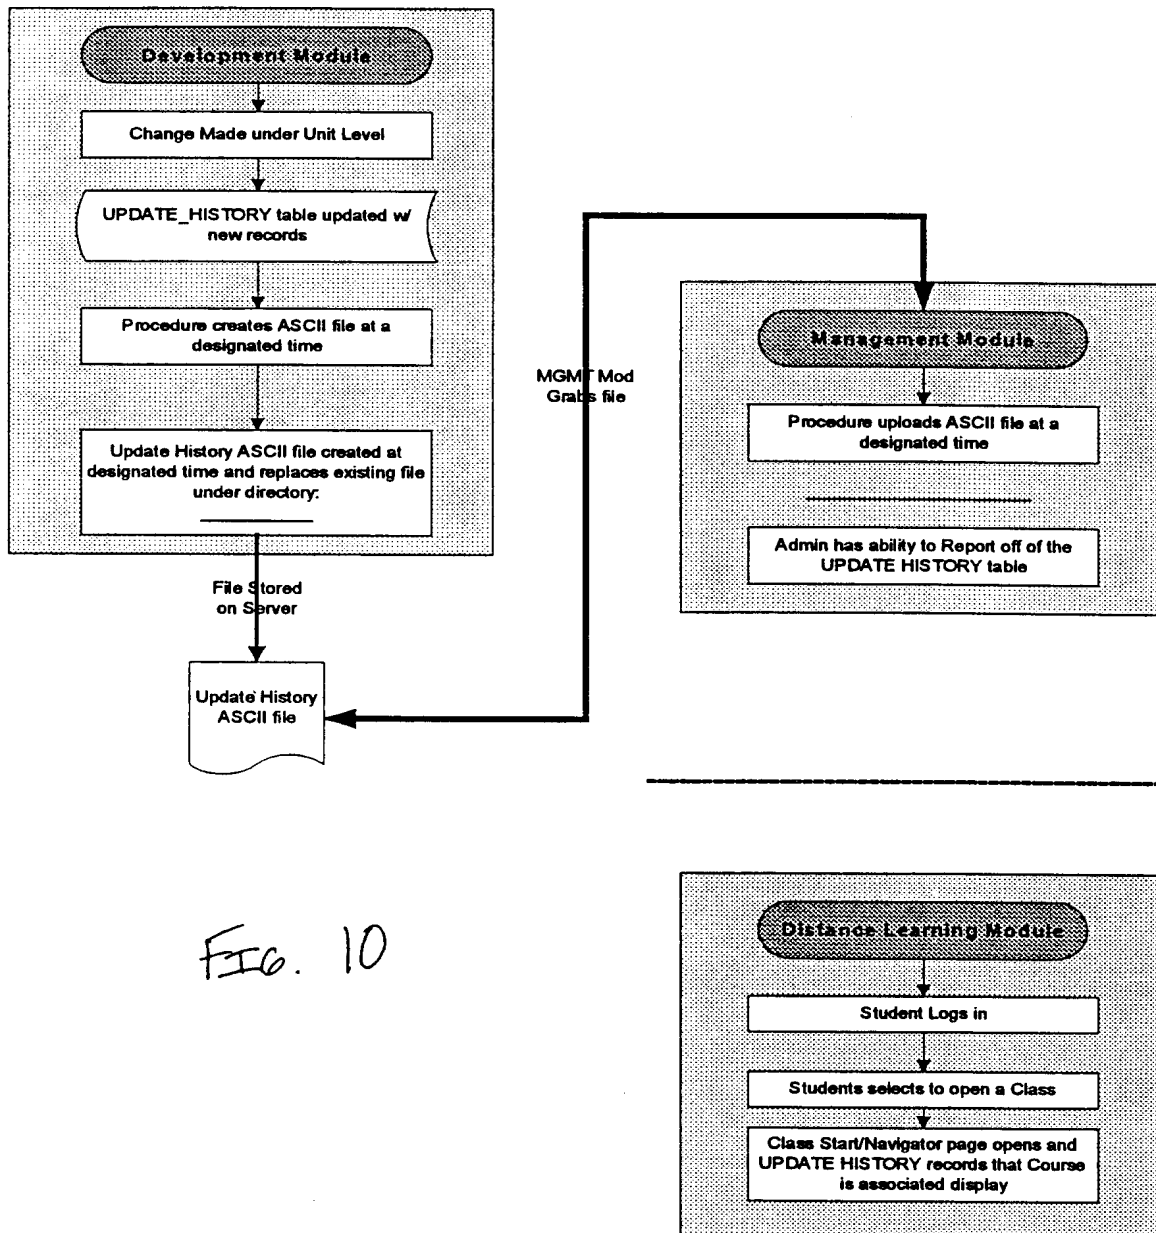 Development Module
Change Made under Unit Level
UPDATE_HISTORY table updated w/
new records
Procedure creates ASCII file at a
designated time
Update History ASCII file created at
designated time and replaces existing file
under directory:
File Stored
on Server
Update History
ASCII file
MGMT Mod
Grabs file
Management Module
Procedure uploads ASCII file at a
designated time
Admin has ability to Report off of the
UPDATE HISTORY table
Distance Learning Module
Student Logs in
Students selects to open a Class
Class Start/Navigator page opens and
UPDATE HISTORY records that Course
is associated display
FIG. 10